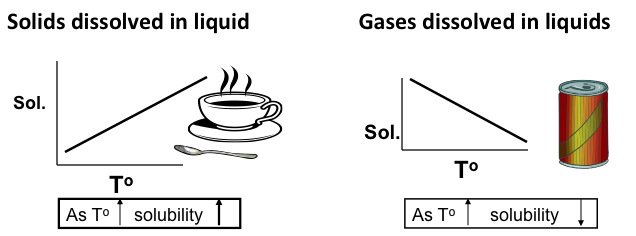 Solids dissolved in liquid
Sol.
Tº
As Tº ↑ solubility ↑
Gases dissolved in liquids
Sol.
Tº
As Tº ↑ solubility ↓